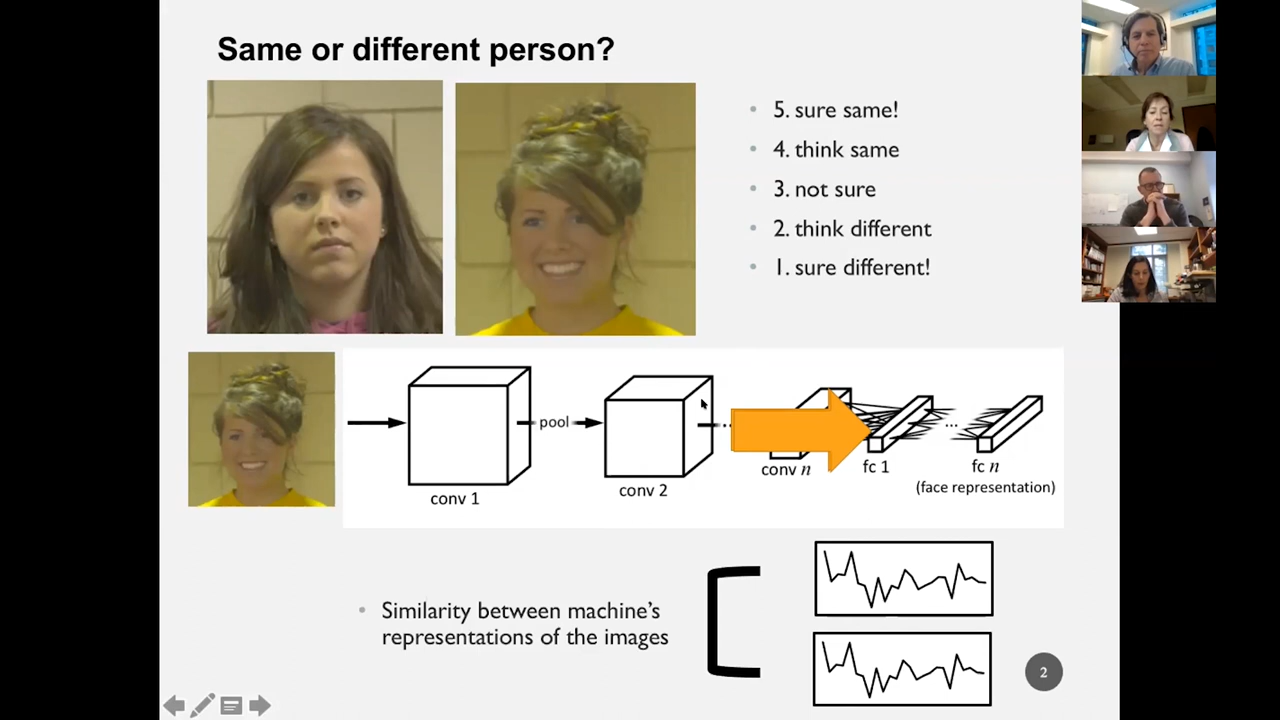 Same or different person?
5. sure same!
4. think same
3. not sure
2. think different
1. sure different!
pool
...
...
conv 1
conv 2
conv n
fc 1
fc n
(face representation)
Similarity between machine's
representations of the images
2